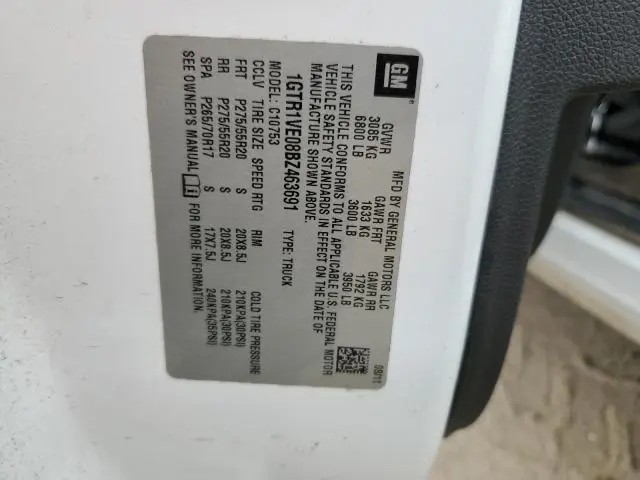 GM ®
MFD BY GENERAL MOTORS LLC 08/11
GVWR GAWR FRT GAWR RR
3085 KG 1633 KG 1792 KG
6800 LB 3600 LB 3950 LB
THIS VEHICLE CONFORMS TO ALL APPLICABLE U.S. FEDERAL MOTOR
VEHICLE SAFETY STANDARDS IN EFFECT ON THE DATE OF
MANUFACTURE SHOWN ABOVE.
1GTR1VE08BZ463691 TYPE: TRUCK
MODEL: C10753
CCLV TIRE SIZE SPEED RTG RIM COLD TIRE PRESSURE
FRT P275/55R20 S 20X8.5J 210KPA(30PSI)
RR P275/55R20 S 20X8.5J 210KPA(30PSI)
SPA P265/70R17 S 17X7.5J 240KPA(35PSI)
SEE OWNER'S MANUAL FOR MORE INFORMATION.